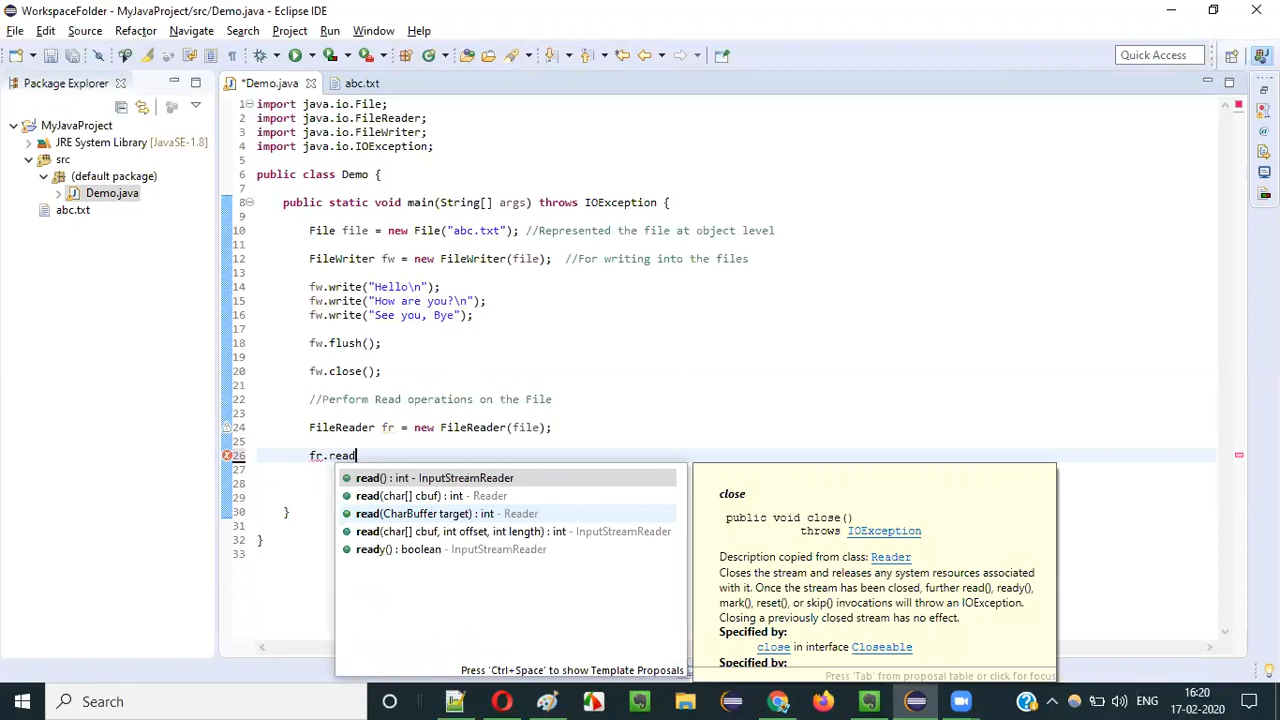 WorkspaceFolder - MyJavaProject/src/Demo.java - Eclipse IDE
File Edit Source Refactor Navigate Search Project Run Window Help
Quick Access
Package Explorer
*Demo.java
abc.txt
MyJavaProject
JRE System Library [JavaSE-1.8]
src
(default package)
Demo.java
abc.txt
1 import java.io.File;
2 import java.io.FileReader;
3 import java.io.FileWriter;
4 import java.io.IOException;
5
6 public class Demo {
7
8 public static void main(String[] args) throws IOException {
9
10 File file = new File("abc.txt"); //Represented the file at object level
11
12 FileWriter fw = new FileWriter(file); //For writing into the files
13
14 fw.write("Hello\n");
15 fw.write("How are you?\n");
16 fw.write("See you, Bye");
17
18 fw.flush();
19
20 fw.close();
21
22 //Perform Read operations on the File
23
24 FileReader fr = new FileReader(file);
25
26 fr.read
27
28
29
30 }
31
32 }
33
read() : int - InputStreamReader
read(char[] cbuf) : int - Reader
read(CharBuffer target) : int - Reader
read(char[] cbuf, int offset, int length) : int - InputStreamReader
ready() : boolean - InputStreamReader
Press 'Ctrl+Space' to show Template Proposals
close
public void close()
throws IOException
Description copied from class: Reader
Closes the stream and releases any system resources associated
with it. Once the stream has been closed, further read(), ready(),
mark(), reset(), or skip() invocations will throw an IOException.
Closing a previously closed stream has no effect.
Specified by:
close in interface Closeable
Specified by:
Press 'Tab' from proposal table or click for focus
Search
ENG
16:20
17-02-2020